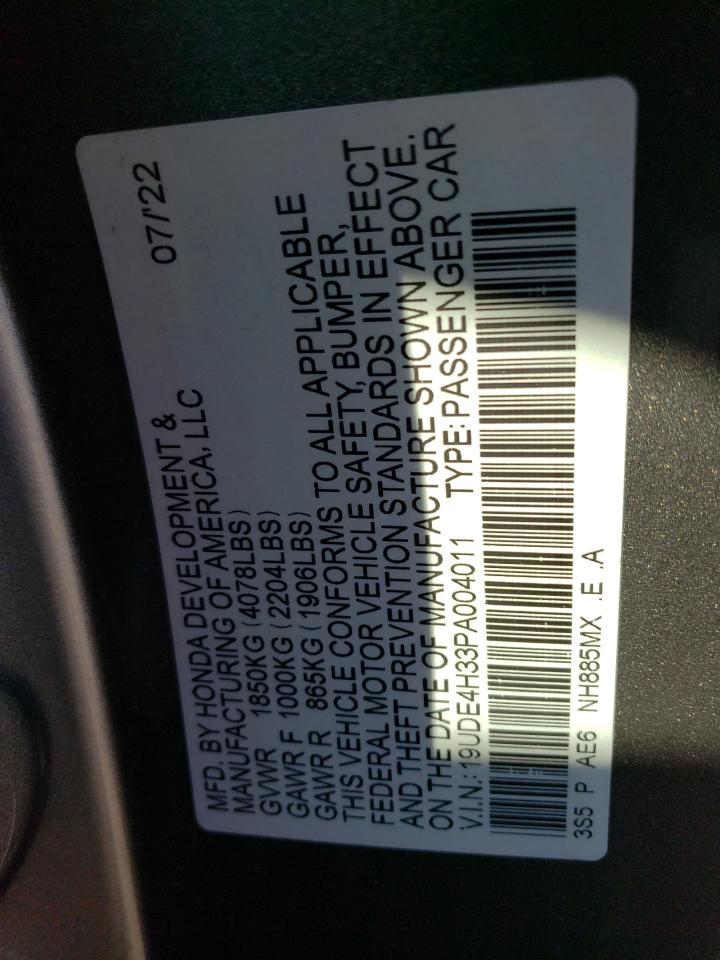 MFD. BY HONDA DEVELOPMENT & 07/'22
MANUFACTURING OF AMERICA, LLC
GVWR 1850KG (4078LBS)
GAWR F 1000KG (2204LBS)
GAWR R 865KG (1906LBS)
THIS VEHICLE CONFORMS TO ALL APPLICABLE
FEDERAL MOTOR VEHICLE SAFETY, BUMPER,
AND THEFT PREVENTION STANDARDS IN EFFECT
ON THE DATE OF MANUFACTURE SHOWN ABOVE.
V.I.N.: 19UDE4H33PA004011 TYPE:PASSENGER CAR
3S5 P AE6 NH885MX .E .A